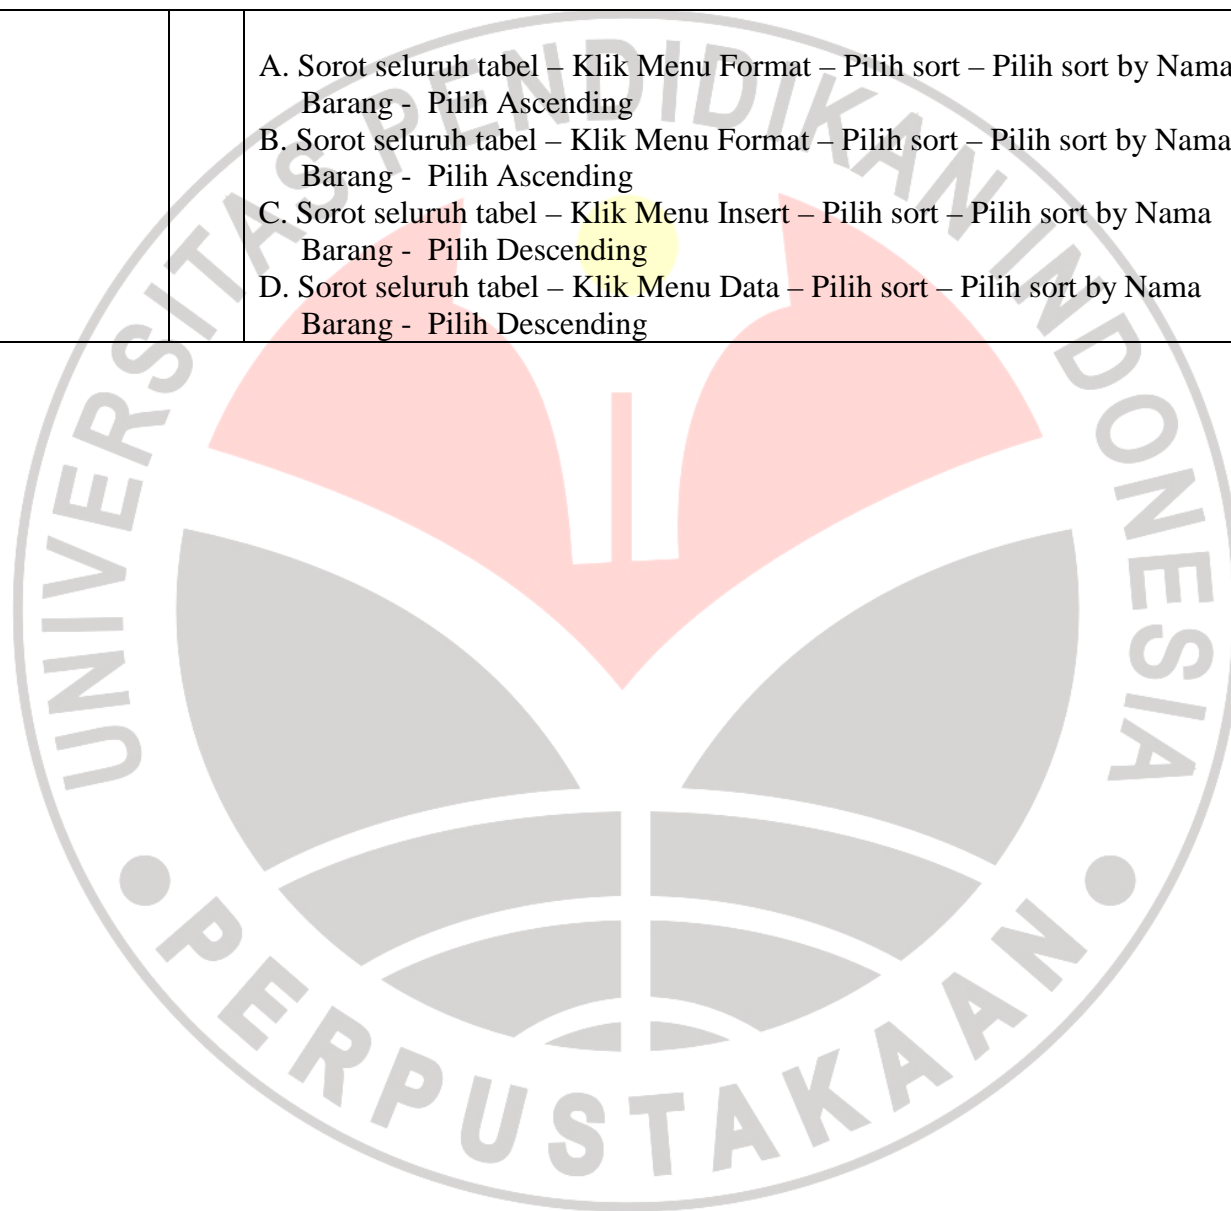 A. Sorot seluruh tabel – Klik Menu Format – Pilih sort – Pilih sort by Nama
Barang -  Pilih Ascending
B. Sorot seluruh tabel – Klik Menu Format – Pilih sort – Pilih sort by Nama
Barang -  Pilih Ascending
C. Sorot seluruh tabel – Klik Menu Insert – Pilih sort – Pilih sort by Nama
Barang -  Pilih Descending
D. Sorot seluruh tabel – Klik Menu Data – Pilih sort – Pilih sort by Nama
Barang -  Pilih Descending
UNIVERSITAS PENDIDIKAN INDONESIA
PERPUSTAKAAN